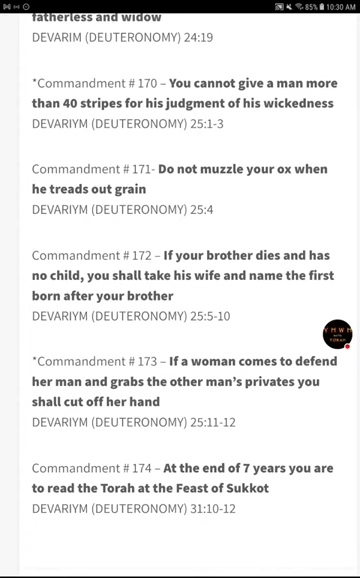 85% 10:30 AM
fatherless and widow
DEVARIM (DEUTERONOMY) 24:19
*Commandment # 170 – You cannot give a man more
than 40 stripes for his judgment of his wickedness
DEVARIYM (DEUTERONOMY) 25:1-3
Commandment # 171- Do not muzzle your ox when
he treads out grain
DEVARIYM (DEUTERONOMY) 25:4
Commandment # 172 – If your brother dies and has
no child, you shall take his wife and name the first
born after your brother
DEVARIYM (DEUTERONOMY) 25:5-10
YMWM
TORAH
*Commandment # 173 – If a woman comes to defend
her man and grabs the other man's privates you
shall cut off her hand
DEVARIYM (DEUTERONOMY) 25:11-12
Commandment # 174 – At the end of 7 years you are
to read the Torah at the Feast of Sukkot
DEVARIYM (DEUTERONOMY) 31:10-12